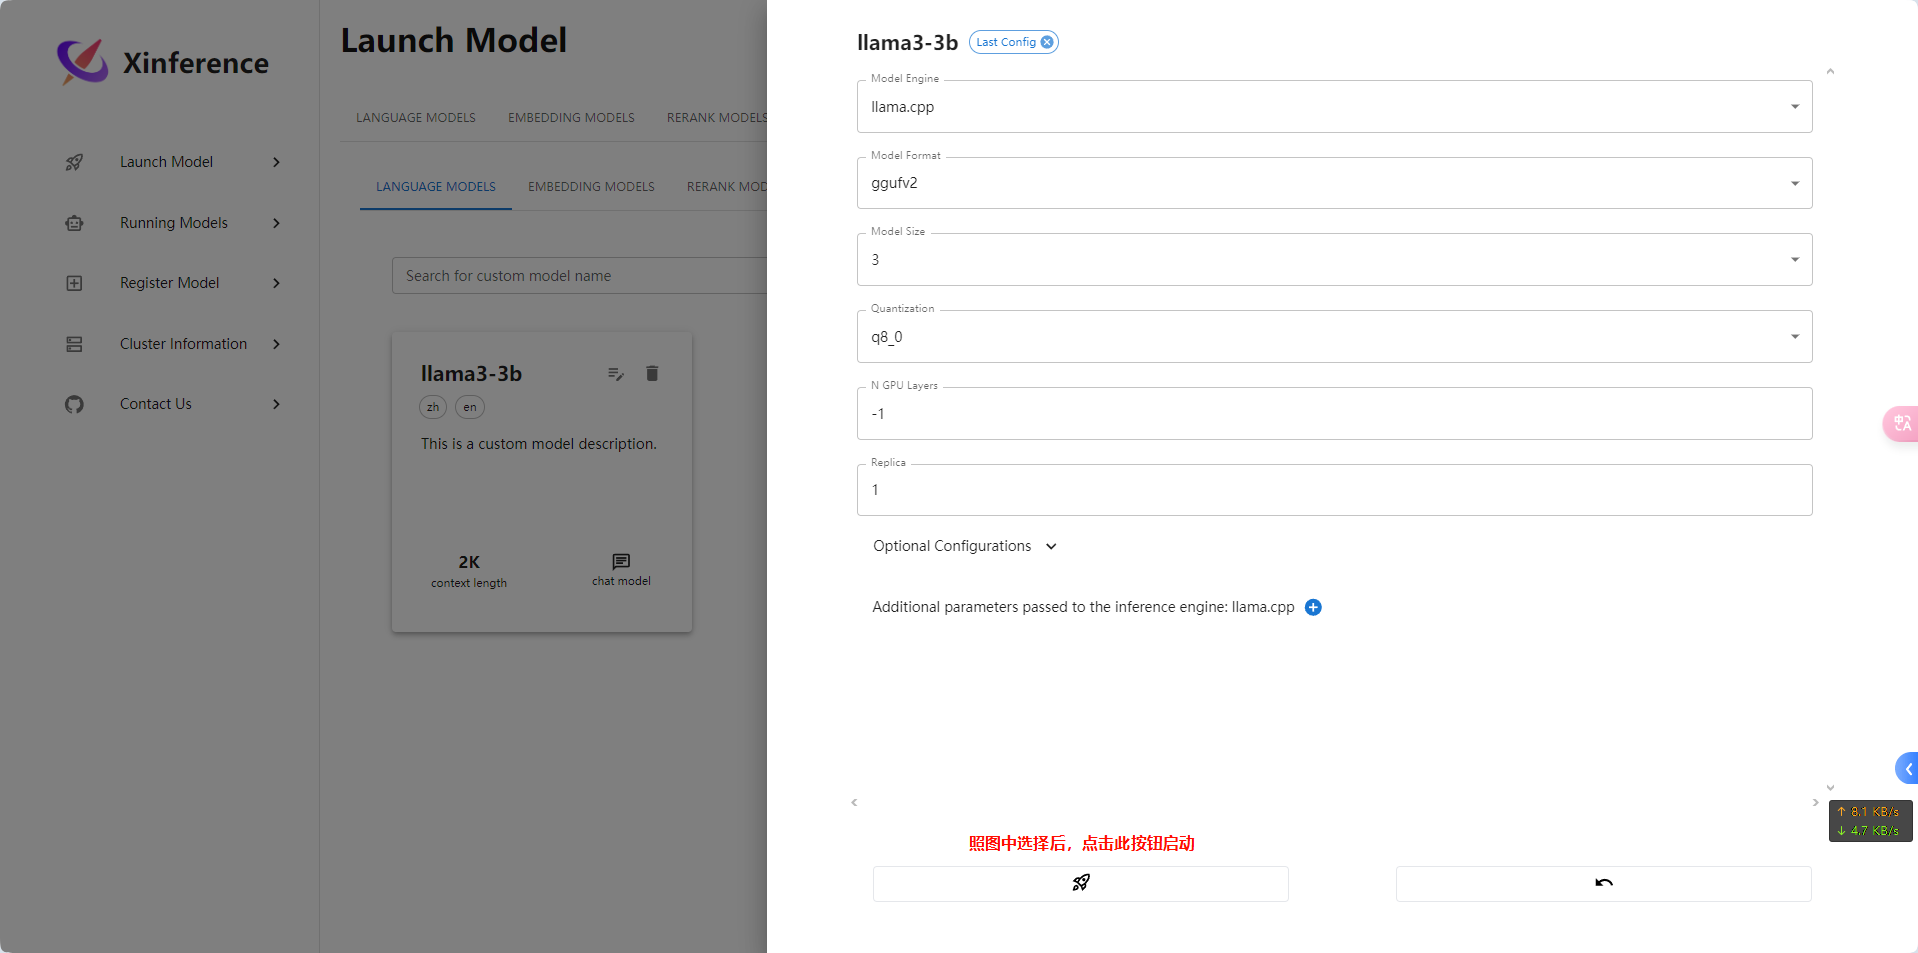 Xinference
Launch Model
Running Models
Register Model
Cluster Information
Contact Us
Launch Model
LANGUAGE MODELS EMBEDDING MODELS RERANK MODELS
LANGUAGE MODELS EMBEDDING MODELS RERANK MOD
Search for custom model name
llama3-3b
zh en
This is a custom model description.
2K
context length
chat model
llama3-3b Last Config
Model Engine
llama.cpp
Model Format
ggufv2
Model Size
3
Quantization
q8_0
N GPU Layers
-1
Replica
1
Optional Configurations
Additional parameters passed to the inference engine: llama.cpp
照图中选择后，点击此按钮启动
中 A
↑ 8.1 KB/s
↓ 4.7 KB/s